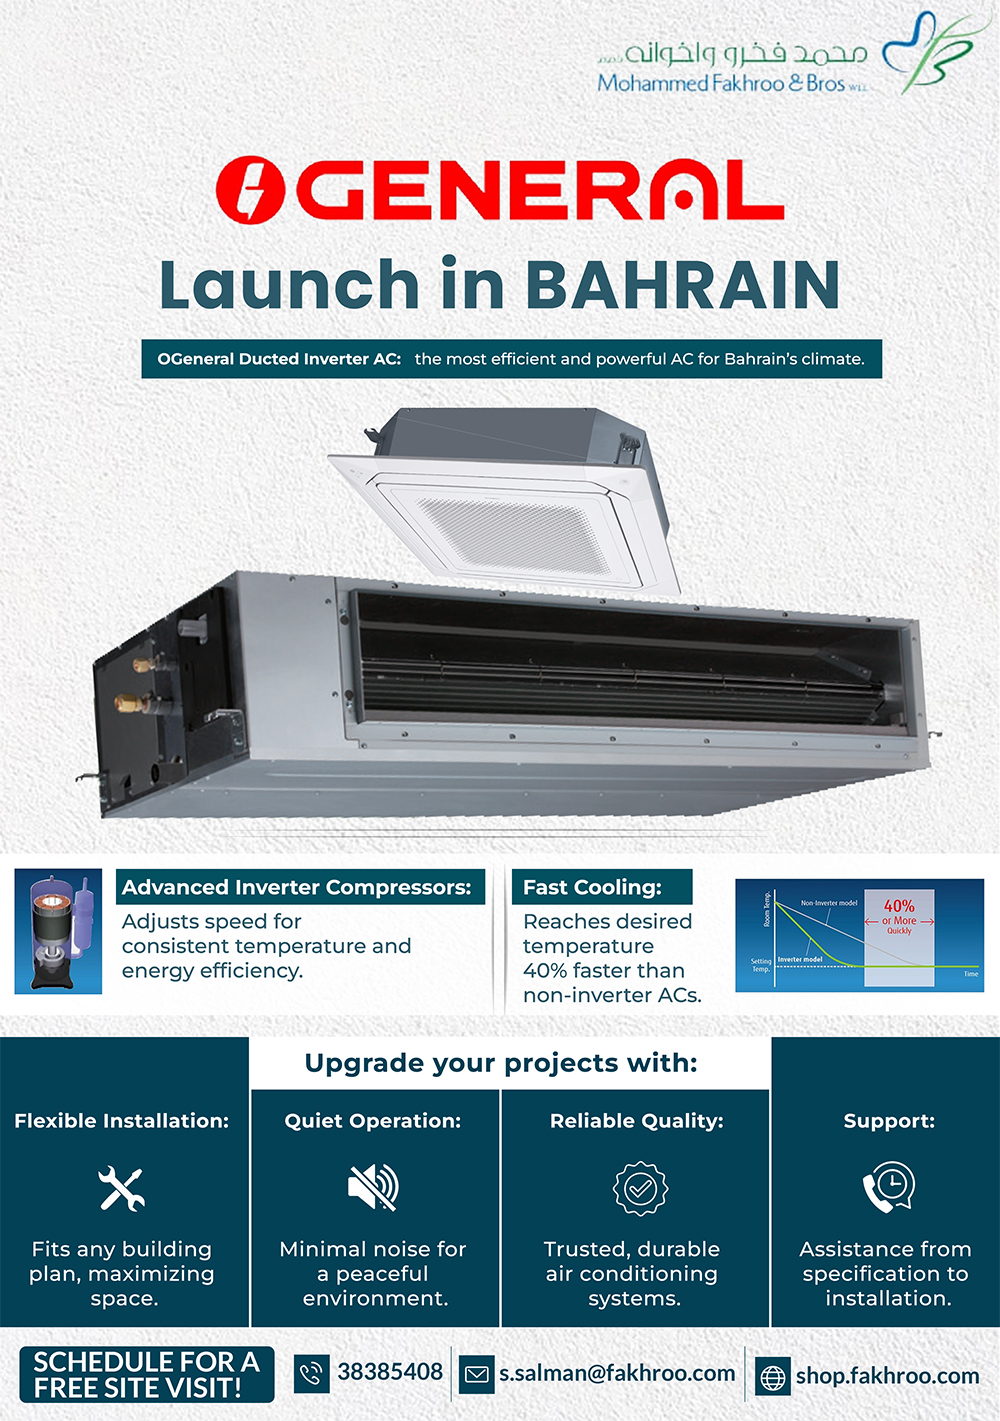 محمد فخرو واخوانه ذ.م.م
Mohammed Fakhroo & Bros W.L.L
GENERAL
Launch in BAHRAIN
OGeneral Ducted Inverter AC: the most efficient and powerful AC for Bahrain's climate.
Advanced Inverter Compressors:
Adjusts speed for
consistent temperature and
energy efficiency.
Fast Cooling:
Reaches desired
temperature
40% faster than
non-inverter ACs.
Room Temp.
Non-Inverter model
40%
or More
Quickly
Setting
Temp.
Inverter model
Time
Upgrade your projects with:
Flexible Installation:
Fits any building
plan, maximizing
space.
Quiet Operation:
Minimal noise for
a peaceful
environment.
Reliable Quality:
Trusted, durable
air conditioning
systems.
Support:
Assistance from
specification to
installation.
SCHEDULE FOR A
FREE SITE VISIT!
38385408
s.salman@fakhroo.com
shop.fakhroo.com